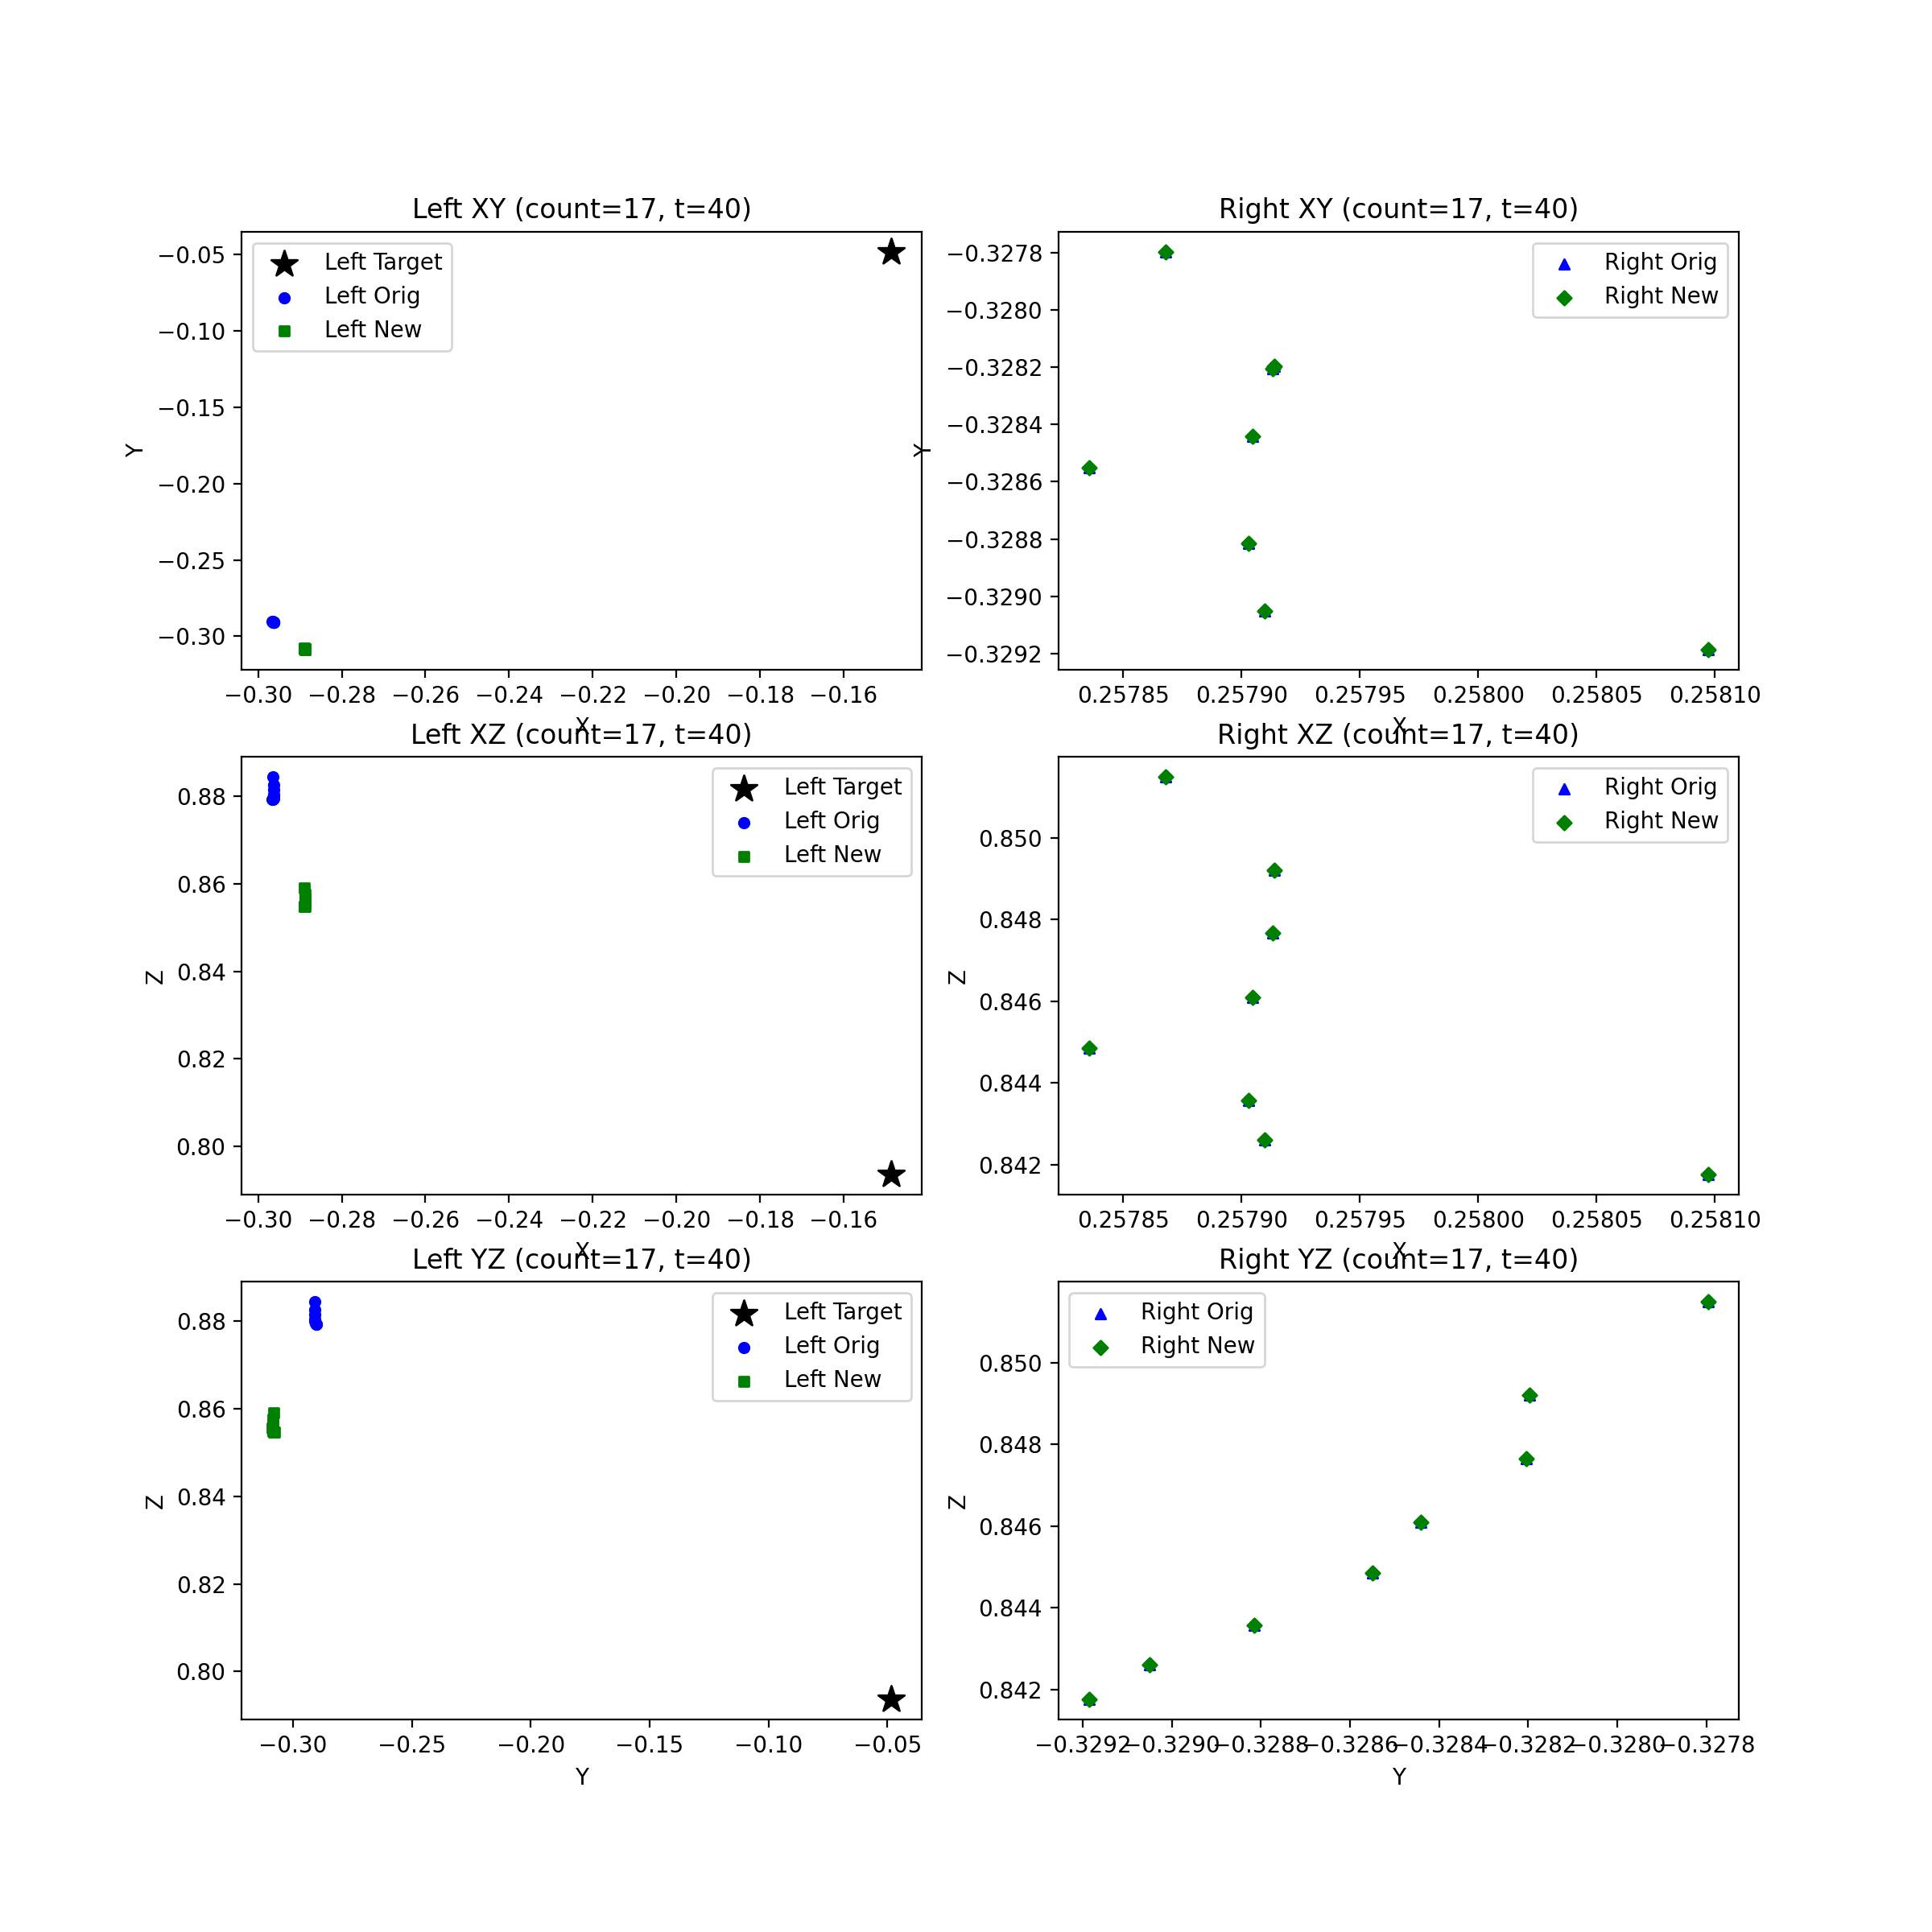 Left XY (count=17, t=40)
Left Target
Left Orig
Left New
−0.05
−0.10
−0.15
−0.20
−0.25
−0.30
Y
−0.30 −0.28 −0.26 −0.24 −0.22 −0.20 −0.18 −0.16
X
Right XY (count=17, t=40)
Right Orig
Right New
−0.3278
−0.3280
−0.3282
−0.3284
−0.3286
−0.3288
−0.3290
−0.3292
Y
0.25785 0.25790 0.25795 0.25800 0.25805 0.25810
X
Left XZ (count=17, t=40)
Left Target
Left Orig
Left New
0.88
0.86
0.84
0.82
0.80
Z
−0.30 −0.28 −0.26 −0.24 −0.22 −0.20 −0.18 −0.16
X
Right XZ (count=17, t=40)
Right Orig
Right New
0.850
0.848
0.846
0.844
0.842
Z
0.25785 0.25790 0.25795 0.25800 0.25805 0.25810
X
Left YZ (count=17, t=40)
Left Target
Left Orig
Left New
0.88
0.86
0.84
0.82
0.80
Z
−0.30 −0.25 −0.20 −0.15 −0.10 −0.05
Y
Right YZ (count=17, t=40)
Right Orig
Right New
0.850
0.848
0.846
0.844
0.842
Z
−0.3292 −0.3290 −0.3288 −0.3286 −0.3284 −0.3282 −0.3280 −0.3278
Y